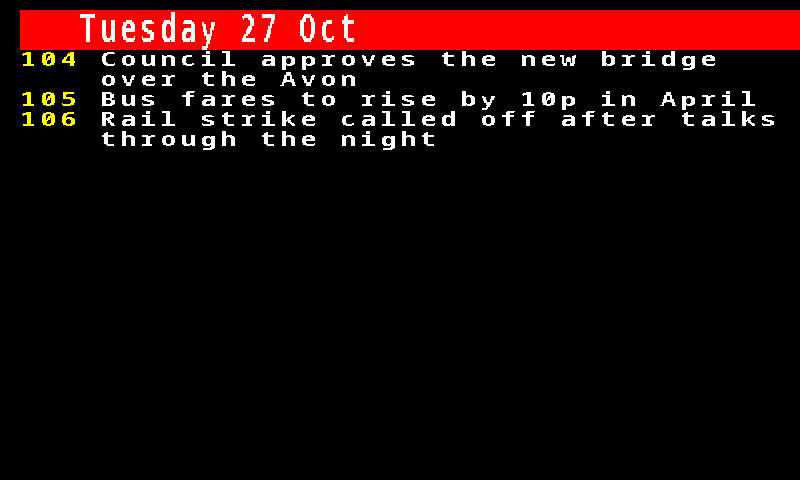 Tuesday 27 Oct
104 Council approves the new bridge
over the Avon
105 Bus fares to rise by 10p in April
106 Rail strike called off after talks
through the night